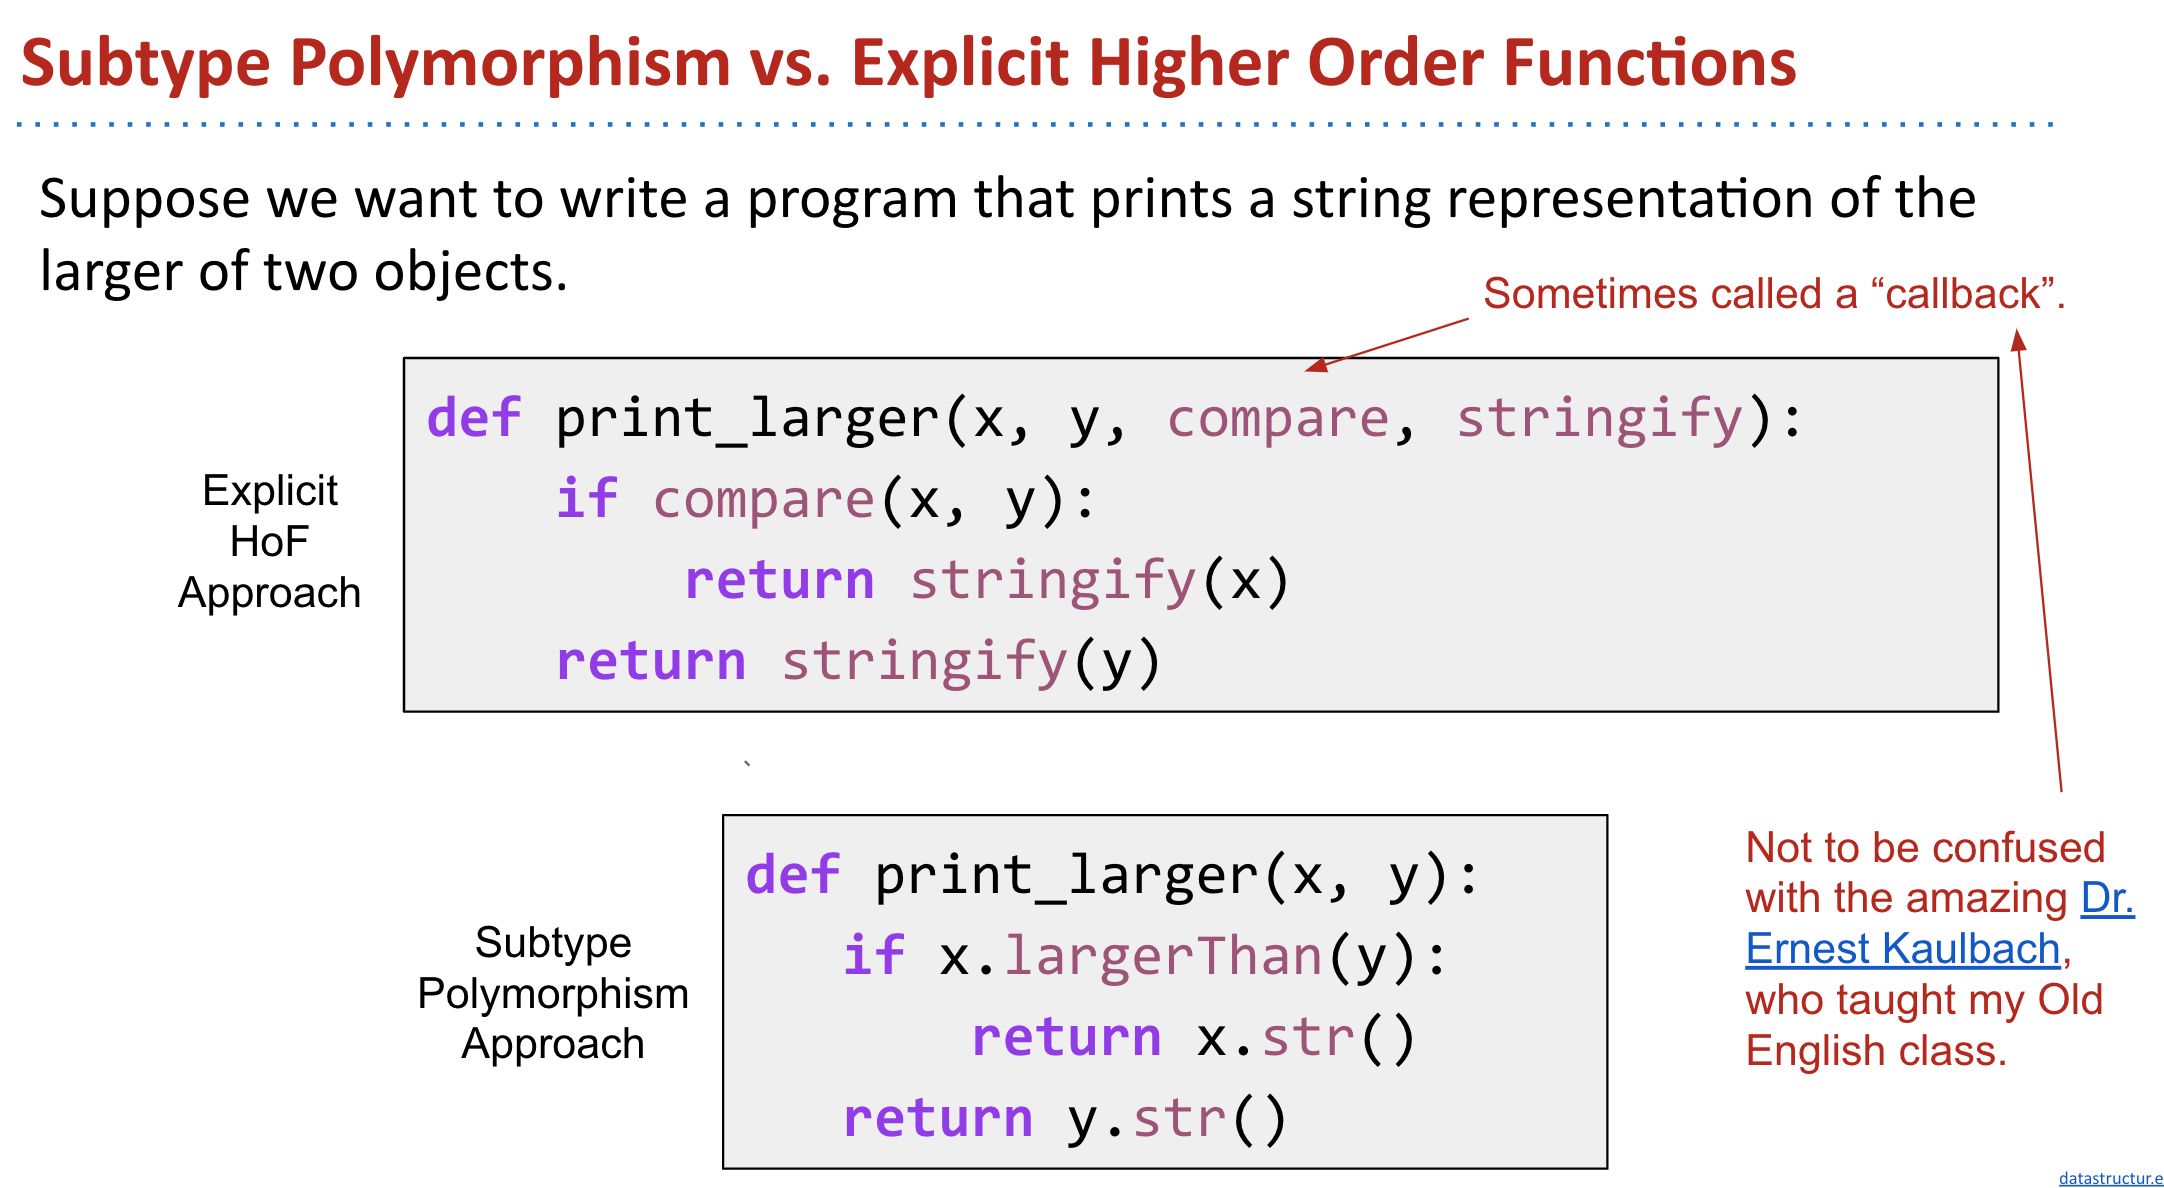 Subtype Polymorphism vs. Explicit Higher Order Functions
Suppose we want to write a program that prints a string representation of the
larger of two objects.
Sometimes called a “callback”.
Explicit
HoF
Approach
def print_larger(x, y, compare, stringify):
    if compare(x, y):
        return stringify(x)
    return stringify(y)
`
Subtype
Polymorphism
Approach
def print_larger(x, y):
   if x.largerThan(y):
       return x.str()
   return y.str()
Not to be confused
with the amazing Dr.
Ernest Kaulbach,
who taught my Old
English class.
datastructur.e